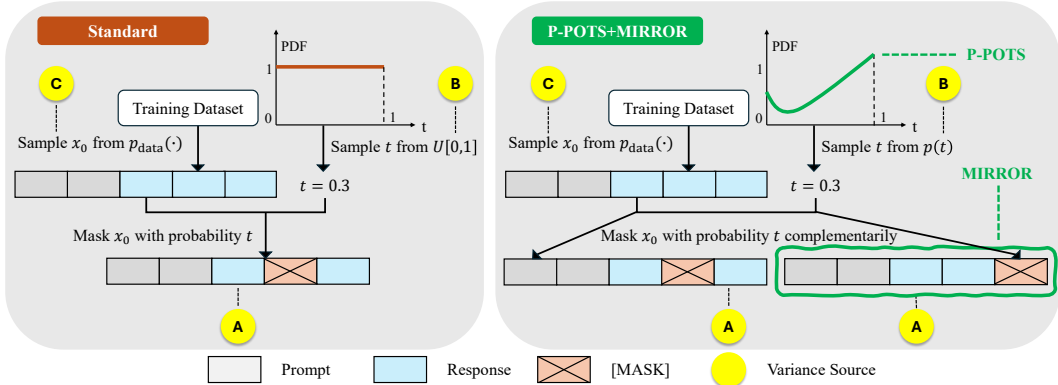 Standard
PDF
1
0
1
t
C
B
Training Dataset
Sample x₀ from p_data(·)
Sample t from U[0,1]
t = 0.3
Mask x₀ with probability t
A
P-POTS+MIRROR
PDF
1
0
1
t
P-POTS
C
B
Training Dataset
Sample x₀ from p_data(·)
Sample t from p(t)
MIRROR
t = 0.3
Mask x₀ with probability t complementarily
A
A
Prompt
Response
[MASK]
Variance Source